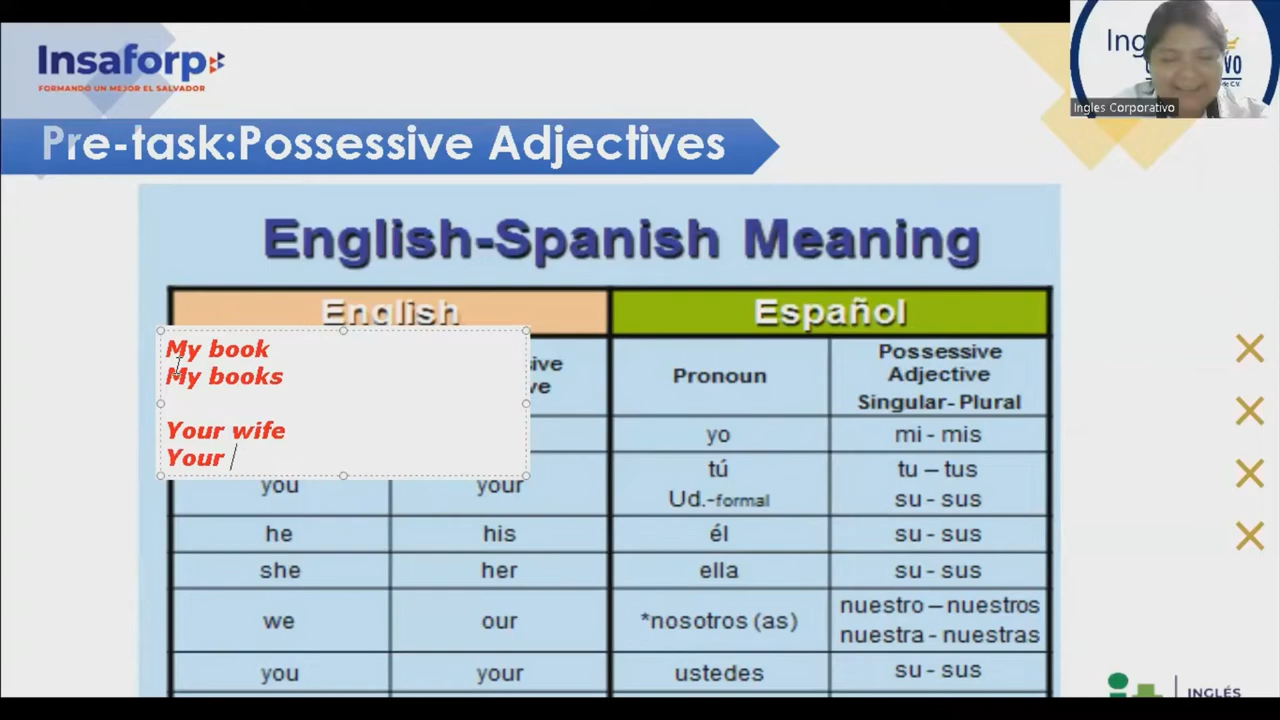 Insaforp
FORMANDO UN MEJOR EL SALVADOR
Ingles Corporativo
Pre-task:Possessive Adjectives
English-Spanish Meaning
English Español
My book
My books
Your wife
Your
Pronoun
Possessive
Adjective
Singular- Plural
yo mi - mis
you your tú tu – tus
Ud.-formal su - sus
he his él su - sus
she her ella su - sus
we our *nosotros (as) nuestro – nuestros
nuestra - nuestras
you your ustedes su - sus
INGLÉS